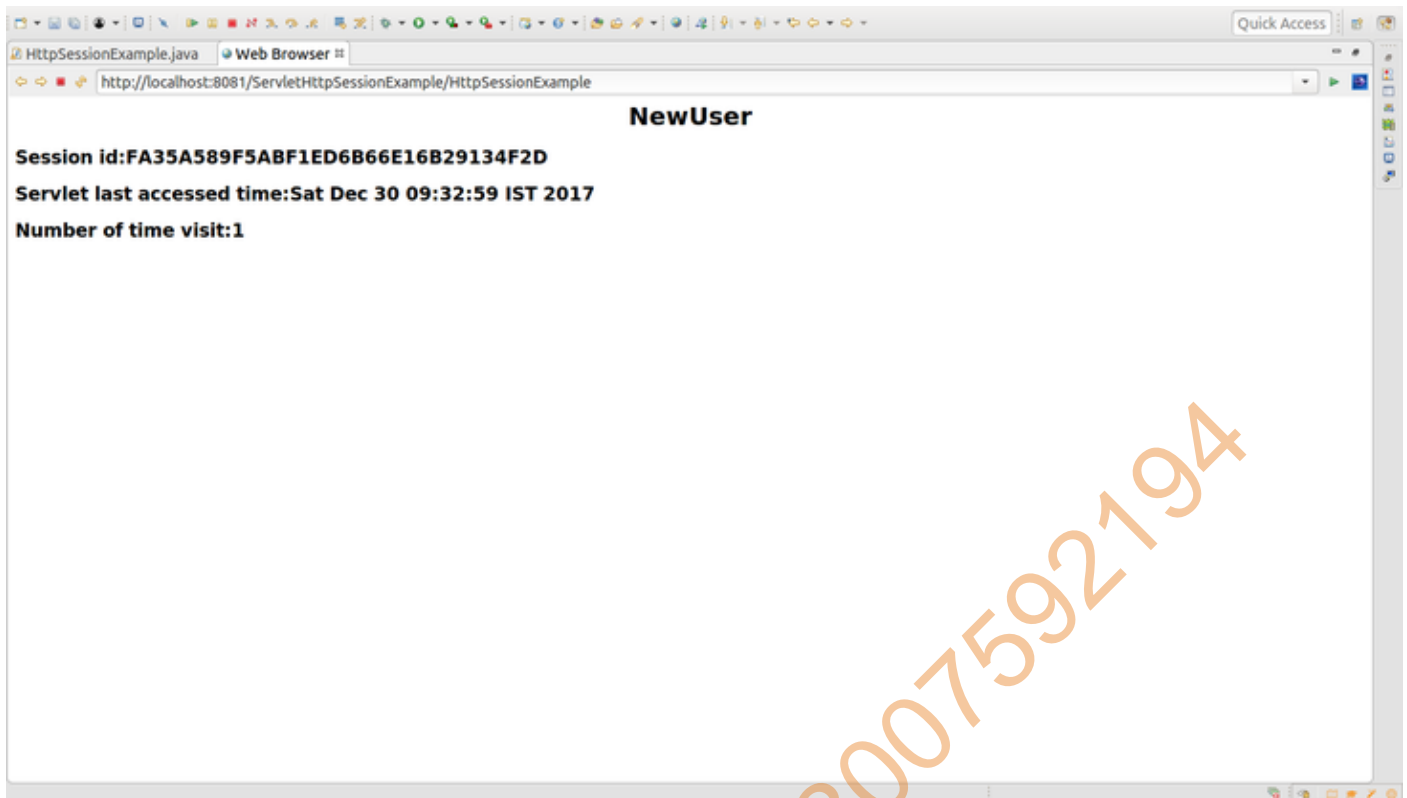 Quick Access
HttpSessionExample.java
Web Browser
http://localhost:8081/ServletHttpSessionExample/HttpSessionExample
NewUser
Session id:FA35A589F5ABF1ED6B66E16B29134F2D
Servlet last accessed time:Sat Dec 30 09:32:59 IST 2017
Number of time visit:1